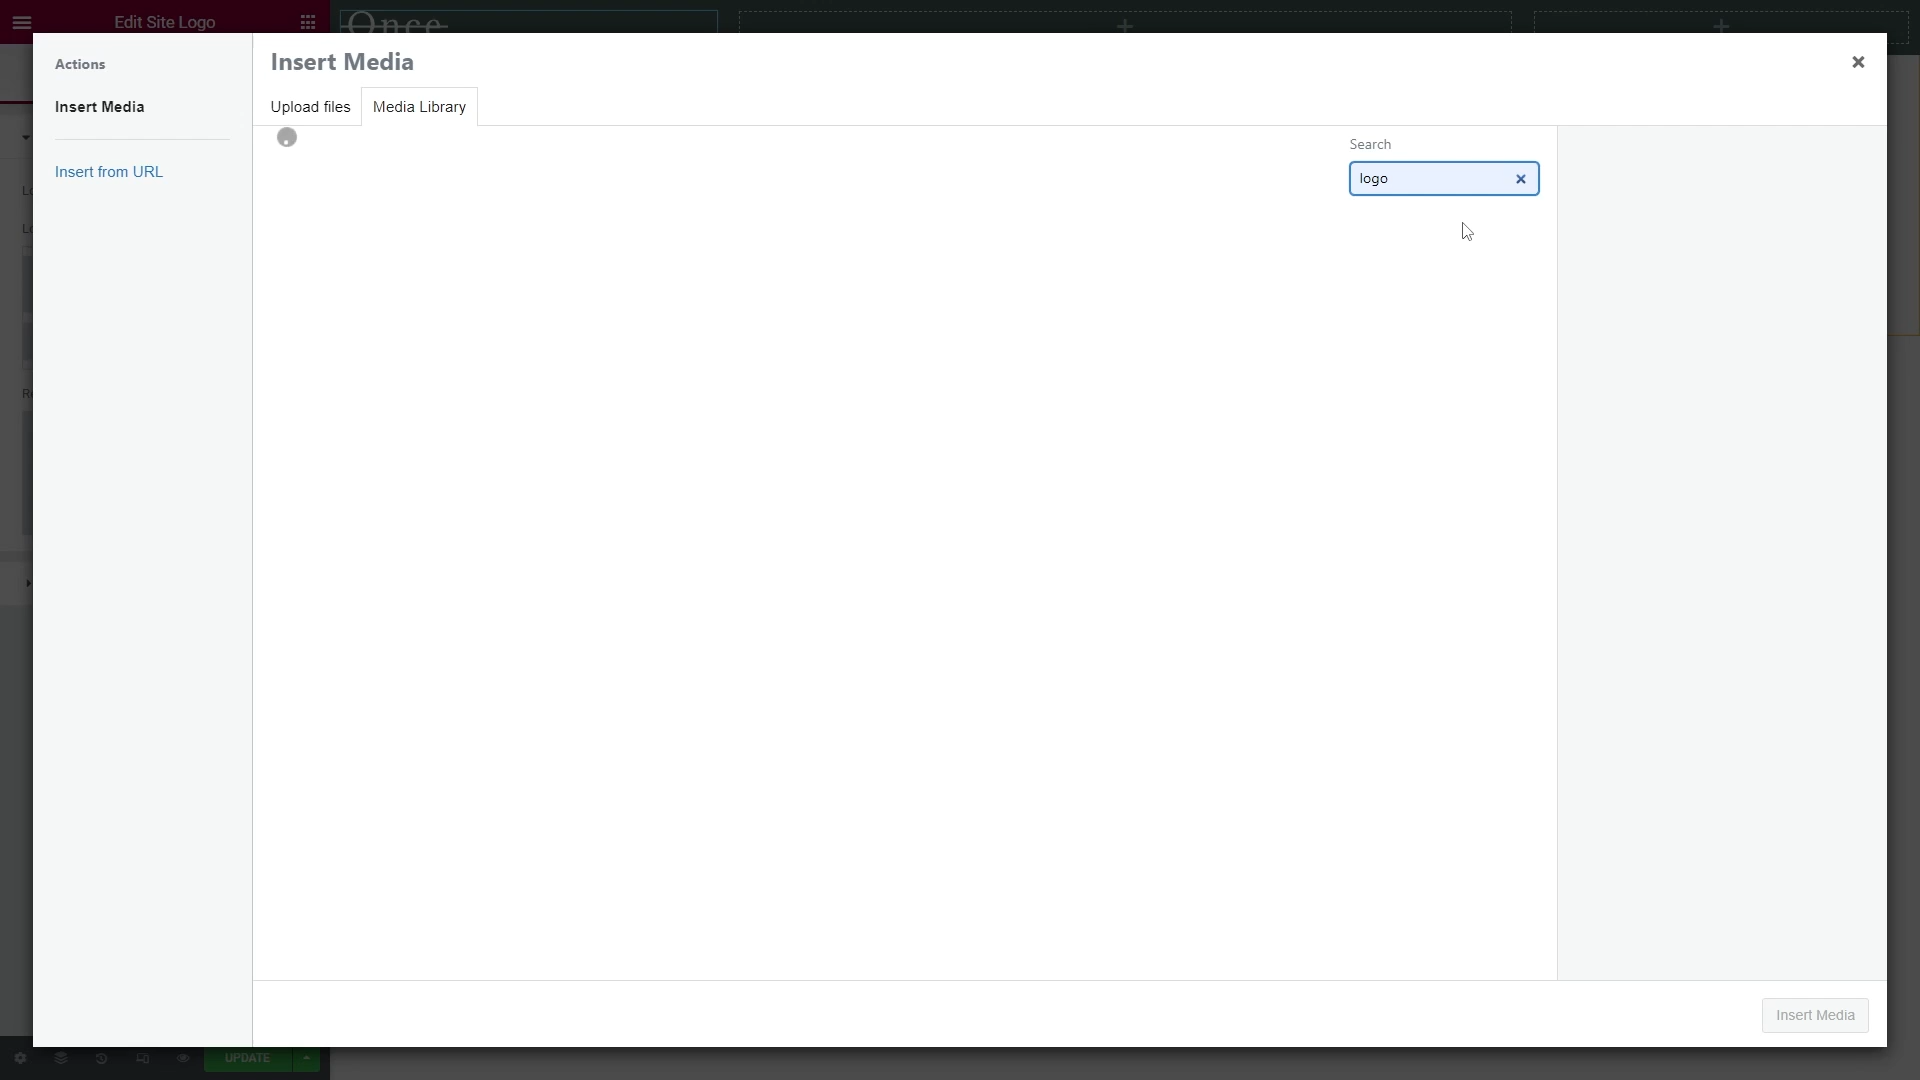 Edit Site Logo
Once
Actions
Insert Media
Insert from URL
Insert Media
Upload files
Media Library
Search
logo
Insert Media
UPDATE